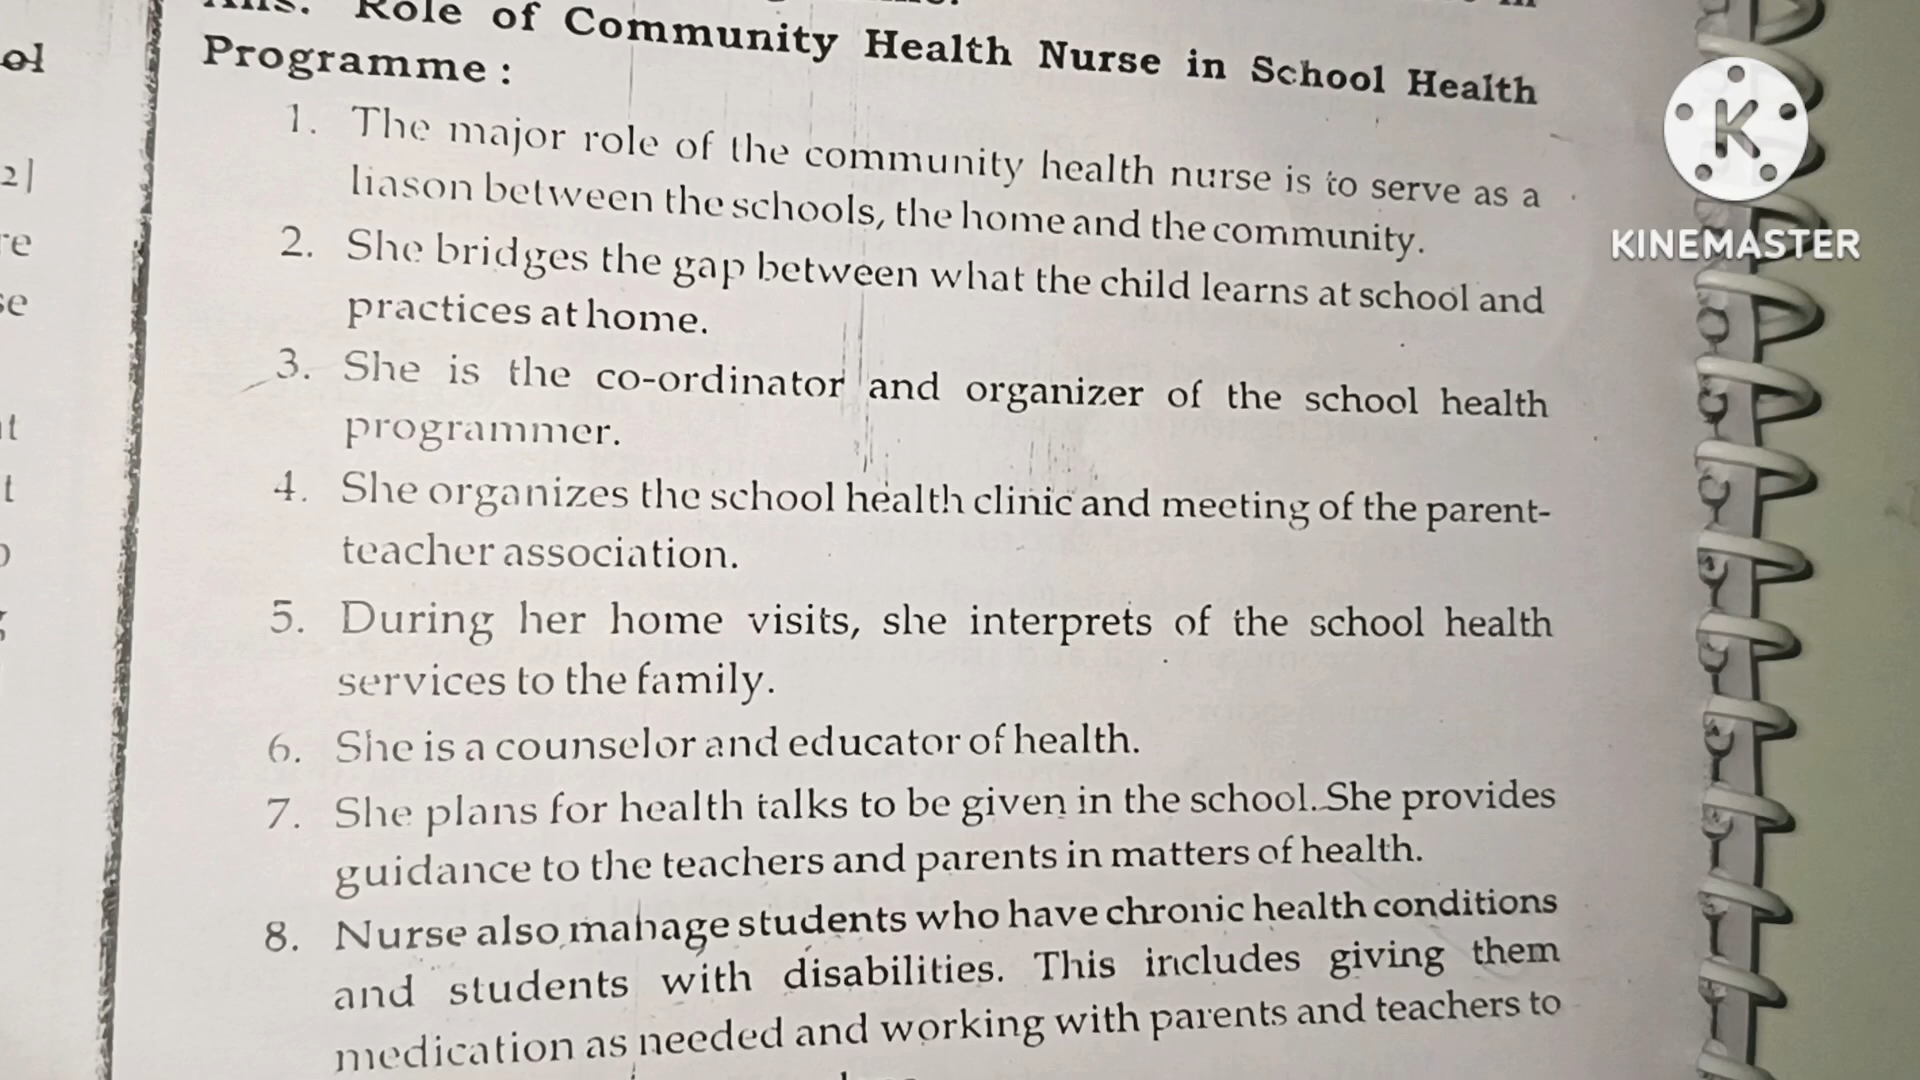 Ans. Role of Community Health Nurse in School Health
Programme :
1. The major role of the community health nurse is to serve as a
liason between the schools, the home and the community.
2. She bridges the gap between what the child learns at school and
practices at home.
3. She is the co-ordinator and organizer of the school health
programmer.
4. She organizes the school health clinic and meeting of the parent-
teacher association.
5. During her home visits, she interprets of the school health
services to the family.
6. She is a counselor and educator of health.
7. She plans for health talks to be given in the school. She provides
guidance to the teachers and parents in matters of health.
8. Nurse also manage students who have chronic health conditions
and students with disabilities. This includes giving them
medication as needed and working with parents and teachers to
K
KINEMASTER